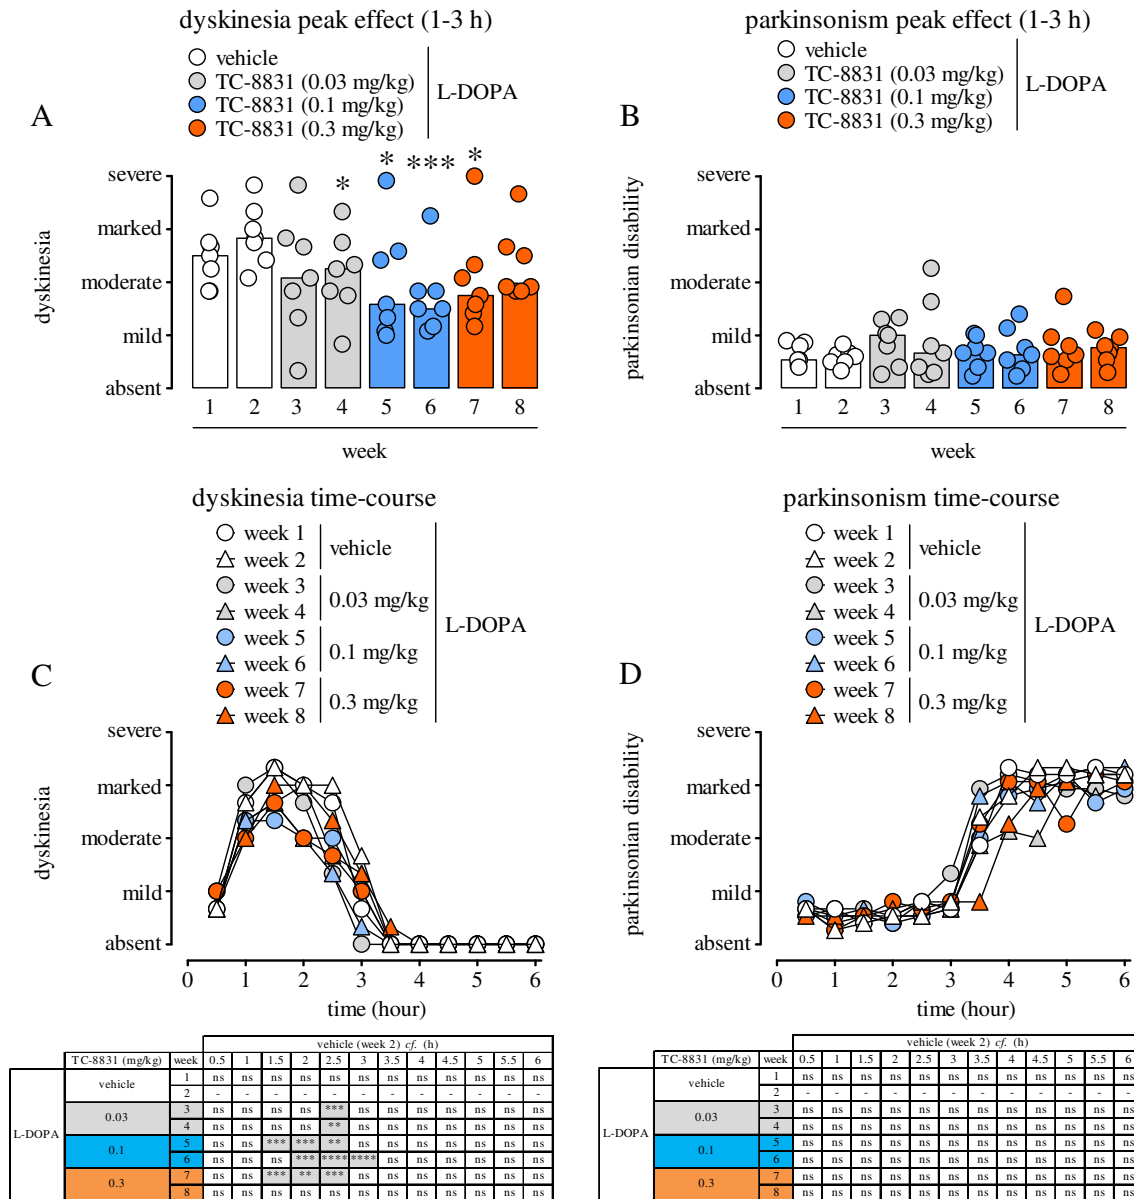 dyskinesia peak effect (1-3 h)
vehicle
TC-8831 (0.03 mg/kg)
TC-8831 (0.1 mg/kg)
TC-8831 (0.3 mg/kg)
L-DOPA
A
* * *** *
severe
marked
moderate
mild
absent
dyskinesia
1 2 3 4 5 6 7 8
week
parkinsonism peak effect (1-3 h)
vehicle
TC-8831 (0.03 mg/kg)
TC-8831 (0.1 mg/kg)
TC-8831 (0.3 mg/kg)
L-DOPA
B
severe
marked
moderate
mild
absent
parkinsonian disability
1 2 3 4 5 6 7 8
week
dyskinesia time-course
week 1
week 2
vehicle
week 3
week 4
0.03 mg/kg
week 5
week 6
0.1 mg/kg
week 7
week 8
0.3 mg/kg
L-DOPA
C
severe
marked
moderate
mild
absent
dyskinesia
0 1 2 3 4 5 6
time (hour)
parkinsonism time-course
week 1
week 2
vehicle
week 3
week 4
0.03 mg/kg
week 5
week 6
0.1 mg/kg
week 7
week 8
0.3 mg/kg
L-DOPA
D
severe
marked
moderate
mild
absent
parkinsonian disability
0 1 2 3 4 5 6
time (hour)
vehicle (week 2) cf. (h)
TC-8831 (mg/kg) week 0.5 1 1.5 2 2.5 3 3.5 4 4.5 5 5.5 6
L-DOPA
vehicle
1 ns ns ns ns ns ns ns ns ns ns ns ns
2 - - - - - - - - - - - -
0.03
3 ns ns ns ns *** ns ns ns ns ns ns ns
4 ns ns ns ns ** ns ns ns ns ns ns ns
0.1
5 ns ns *** *** ** ns ns ns ns ns ns ns
6 ns ns ns *** **** **** ns ns ns ns ns ns
0.3
7 ns ns *** ** *** ns ns ns ns ns ns ns
8 ns ns ns ns ns ns ns ns ns ns ns ns
vehicle (week 2) cf. (h)
TC-8831 (mg/kg) week 0.5 1 1.5 2 2.5 3 3.5 4 4.5 5 5.5 6
L-DOPA
vehicle
1 ns ns ns ns ns ns ns ns ns ns ns ns
2 - - - - - - - - - - - -
0.03
3 ns ns ns ns ns ns ns ns ns ns ns ns
4 ns ns ns ns ns ns ns ns ns ns ns ns
0.1
5 ns ns ns ns ns ns ns ns ns ns ns ns
6 ns ns ns ns ns ns ns ns ns ns ns ns
0.3
7 ns ns ns ns ns ns ns ns ns ns ns ns
8 ns ns ns ns ns ns ns ns ns ns ns ns